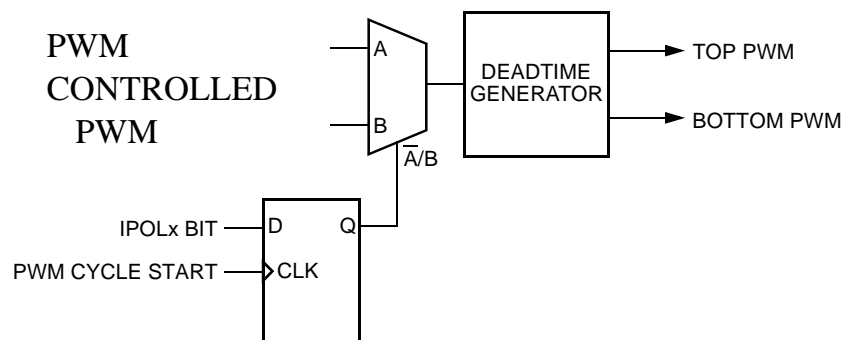 PWM
CONTROLLED
PWM
A
B
A̅/B
DEADTIME
GENERATOR
TOP PWM
BOTTOM PWM
IPOLx BIT
D
Q
PWM CYCLE START
CLK